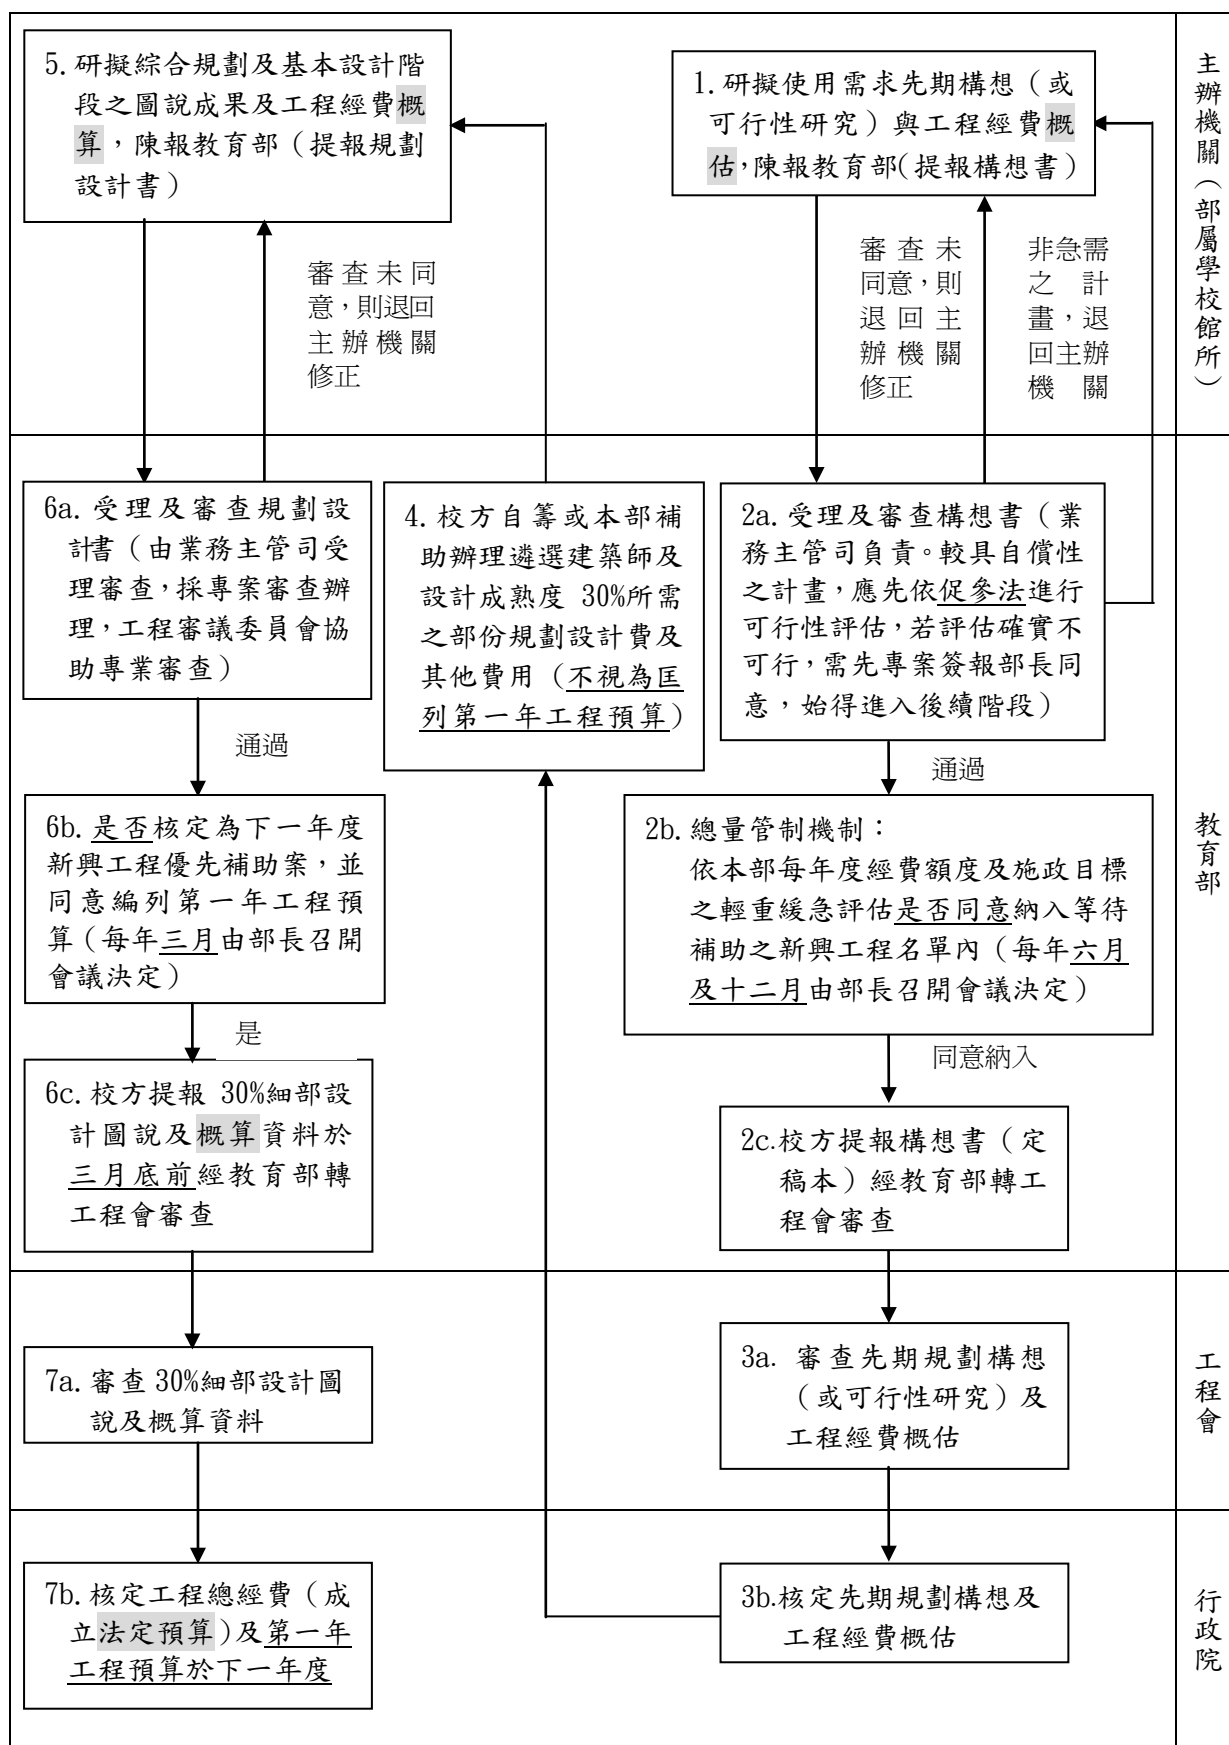 5. 研擬綜合規劃及基本設計階
段之圖說成果及工程經費概
算，陳報教育部（提報規劃
設計書）
1. 研擬使用需求先期構想（或
可行性研究）與工程經費概
估，陳報教育部(提報構想書）
主辦機關（部屬學校館所）
審查未同
意，則退回
主辦機關
修正
審查未
同意，則
退回主
辦機關
修正
非急需
之計
畫，退
回主辦
機關
6a. 受理及審查規劃設
計書（由業務主管司受
理審查，採專案審查辦
理，工程審議委員會協
助專業審查）
4. 校方自籌或本部補
助辦理遴選建築師及
設計成熟度 30%所需
之部份規劃設計費及
其他費用（不視為匡
列第一年工程預算）
2a. 受理及審查構想書（業
務主管司負責。較具自償性
之計畫，應先依促參法進行
可行性評估，若評估確實不
可行，需先專案簽報部長同
意，始得進入後續階段）
通過
通過
6b. 是否核定為下一年度
新興工程優先補助案，並
同意編列第一年工程預
算（每年三月由部長召開
會議決定）
2b. 總量管制機制：
依本部每年度經費額度及施政目標
之輕重緩急評估是否同意納入等待
補助之新興工程名單內（每年六月
及十二月由部長召開會議決定）
教育部
是
同意納入
6c. 校方提報 30%細部設
計圖說及概算資料於
三月底前經教育部轉
工程會審查
2c. 校方提報構想書（定
稿本）經教育部轉工
程會審查
7a. 審查 30%細部設計圖
說及概算資料
3a. 審查先期規劃構想
（或可行性研究）及
工程經費概估
工程會
7b. 核定工程總經費（成
立法定預算）及第一年
工程預算於下一年度
3b. 核定先期規劃構想及
工程經費概估
行政院